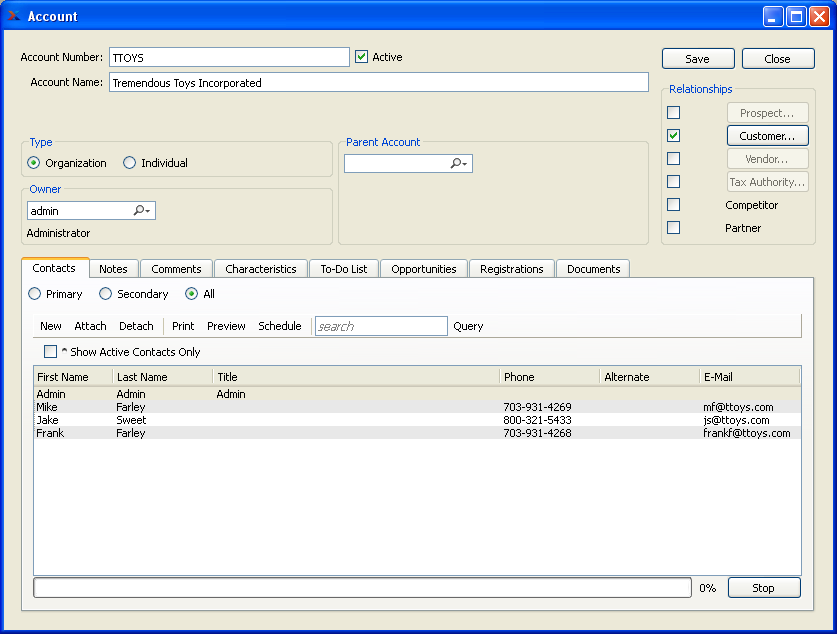 Account
Account Number: TTOYS Active Save Close
Account Name: Tremendous Toys Incorporated
Relationships
Prospect...
Customer...
Vendor...
Tax Authority...
Competitor
Partner
Type
Organization Individual
Parent Account
Owner
admin
Administrator
Contacts Notes Comments Characteristics To-Do List Opportunities Registrations Documents
Primary Secondary All
New Attach Detach Print Preview Schedule search Query
* Show Active Contacts Only
First Name Last Name Title Phone Alternate E-Mail
Admin Admin Admin
Mike Farley 703-931-4269 mf@ttoys.com
Jake Sweet 800-321-5433 js@ttoys.com
Frank Farley 703-931-4268 frankf@ttoys.com
0% Stop